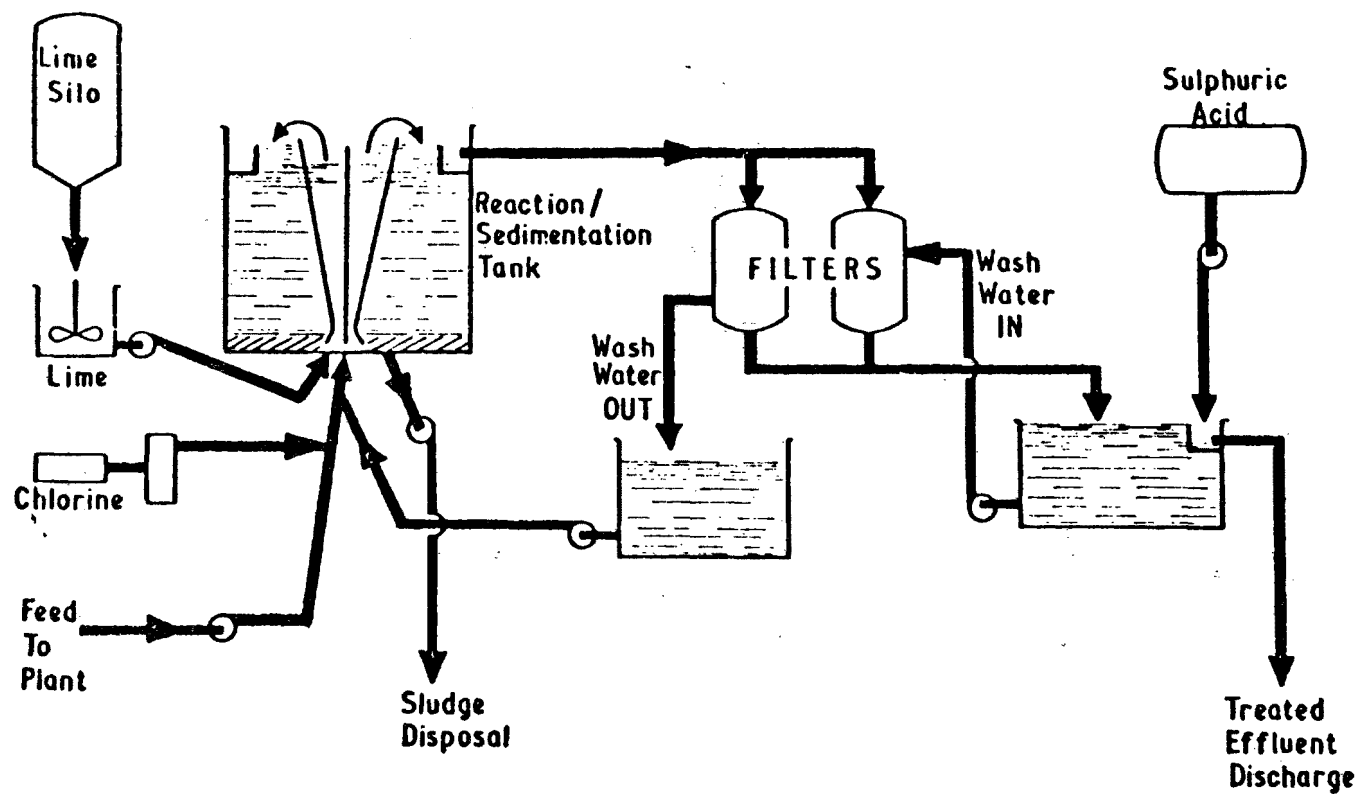 Lime
Silo
Sulphuric
Acid
Reaction/
Sedimentation
Tank
FILTERS
Wash
Water
IN
Wash
Water
OUT
Lime
Chlorine
Feed
To
Plant
Sludge
Disposal
Treated
Effluent
Discharge